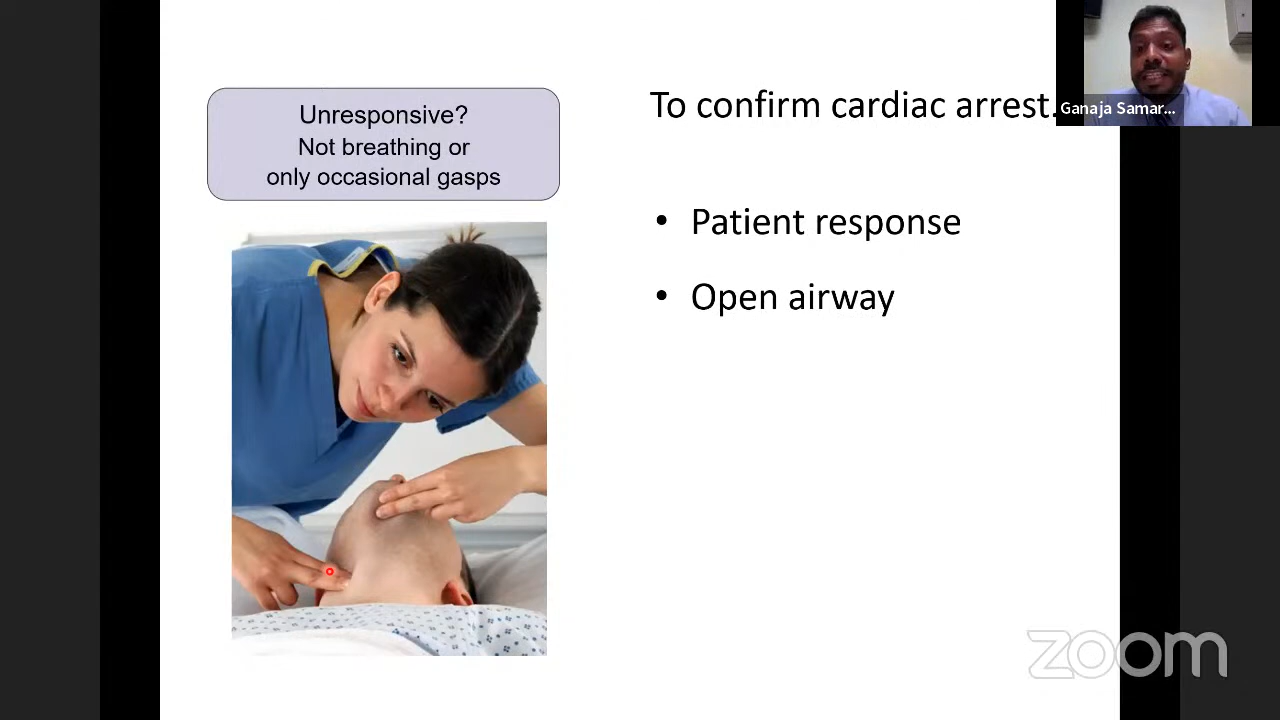 Unresponsive?
Not breathing or
only occasional gasps
To confirm cardiac arrest.
Ganaja Samar...
• Patient response
• Open airway
zoom